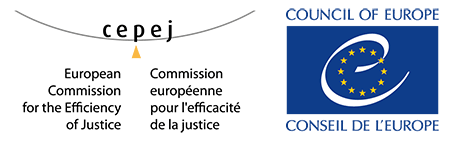 cepej
European
Commission
for the Efficiency
of Justice
Commission
européenne
pour l'efficacité
de la justice
COUNCIL OF EUROPE
CONSEIL DE L'EUROPE